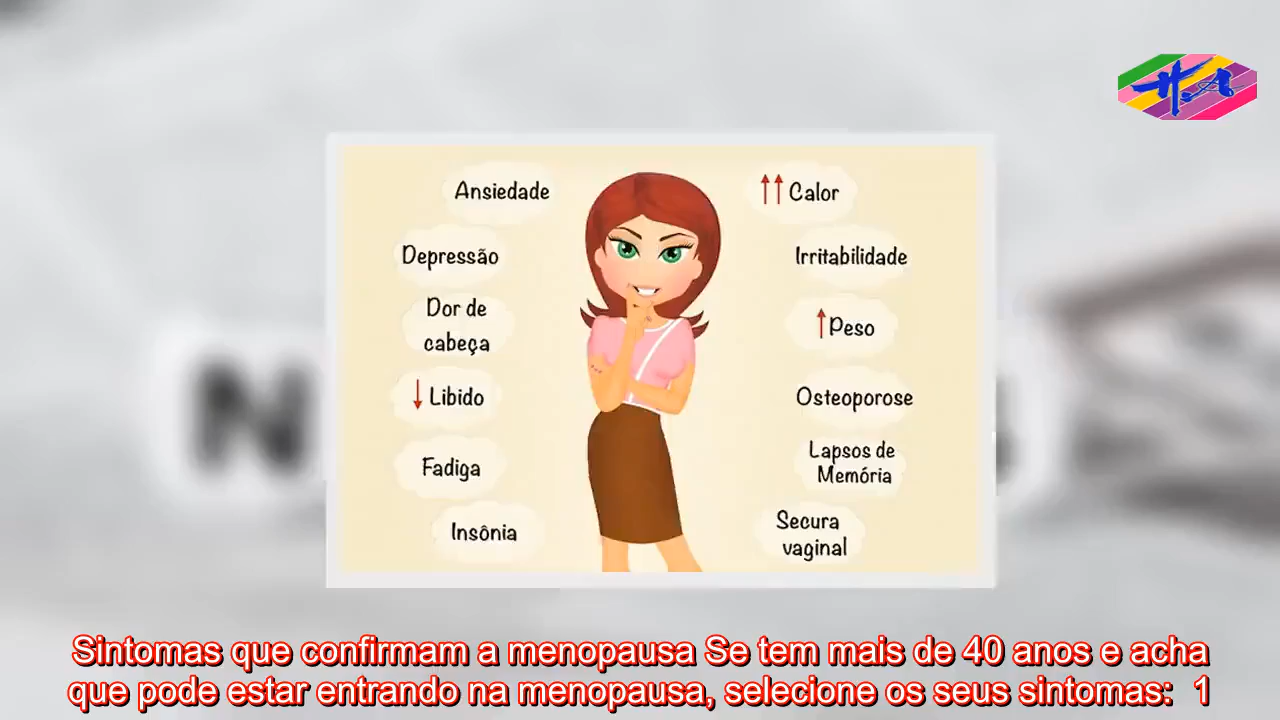 Ansiedade
Depressão
Dor de
cabeça
↓ Libido
Fadiga
Insônia
↑↑ Calor
Irritabilidade
↑ Peso
Osteoporose
Lapsos de
Memória
Secura
vaginal
Sintomas que confirmam a menopausa Se tem mais de 40 anos e acha
que pode estar entrando na menopausa, selecione os seus sintomas: 1